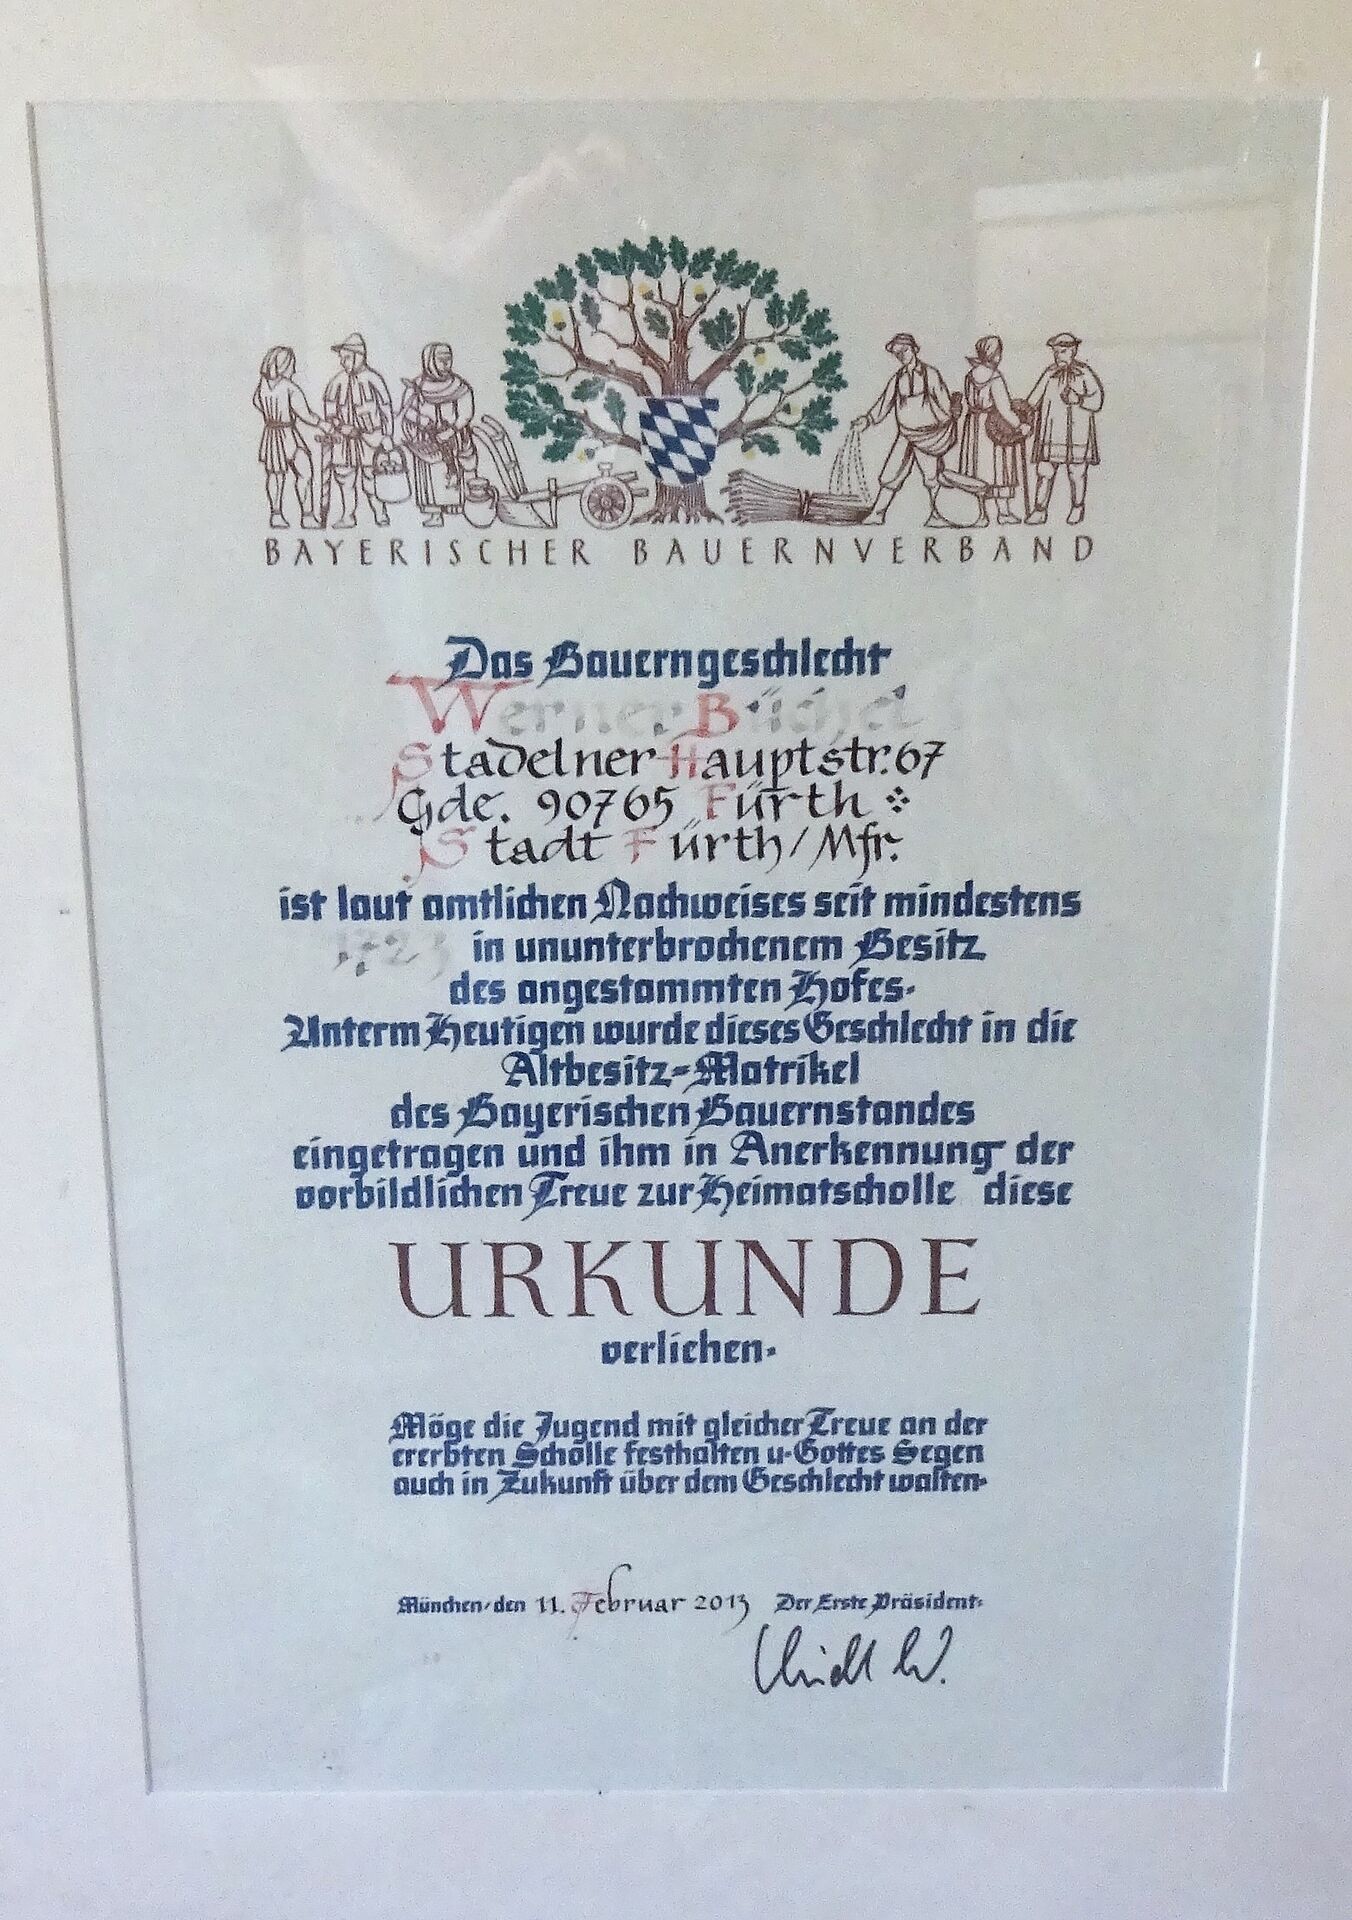 BAYERISCHER BAUERNVERBAND
Das Bauerngeschlecht
Werner Büchel
Stadelner Hauptstr. 67
Gde. 90765 Fürth
Stadt Fürth/Mfr.
ist laut amtlichen Nachweises seit mindestens
1723 in ununterbrochenem Besitz
des angestammten Hofes.
Unterm Heutigen wurde dieses Geschlecht in die
Altbesitz-Matrikel
des Bayerischen Bauernstandes
eingetragen und ihm in Anerkennung der
vorbildlichen Treue zur Heimatscholle diese
URKUNDE
verliehen.
Möge die Jugend mit gleicher Treue an der
ererbten Scholle festhalten u. Gottes Segen
auch in Zukunft über dem Geschlecht walten.
München, den 11. Februar 2013 Der Erste Präsident: